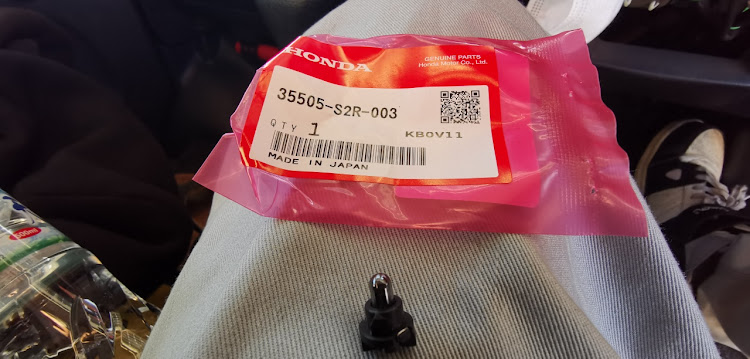 HONDA
GENUINE PARTS
Honda Motor Co., Ltd.
35505-S2R-003
QTY 1
KB0V11
MADE IN JAPAN